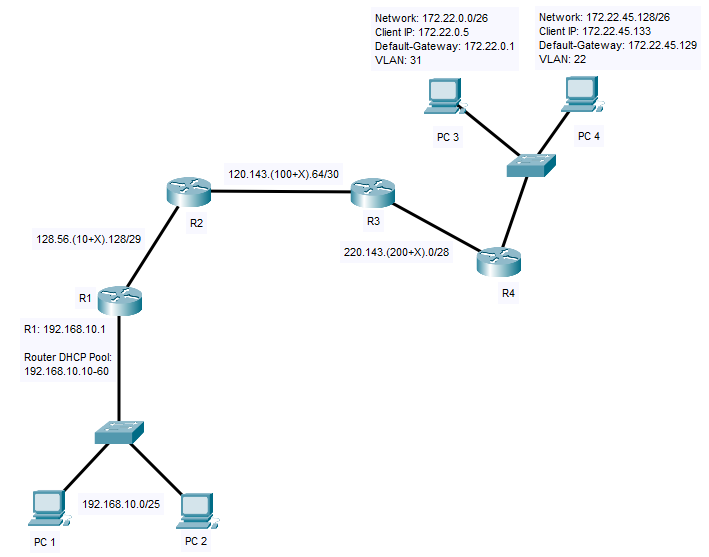 Network: 172.22.0.0/26
Client IP: 172.22.0.5
Default-Gateway: 172.22.0.1
VLAN: 31
Network: 172.22.45.128/26
Client IP: 172.22.45.133
Default-Gateway: 172.22.45.129
VLAN: 22
PC 3
PC 4
120.143.(100+X).64/30
R2
R3
128.56.(10+X).128/29
220.143.(200+X).0/28
R4
R1
R1: 192.168.10.1
Router DHCP Pool:
192.168.10.10-60
192.168.10.0/25
PC 1
PC 2